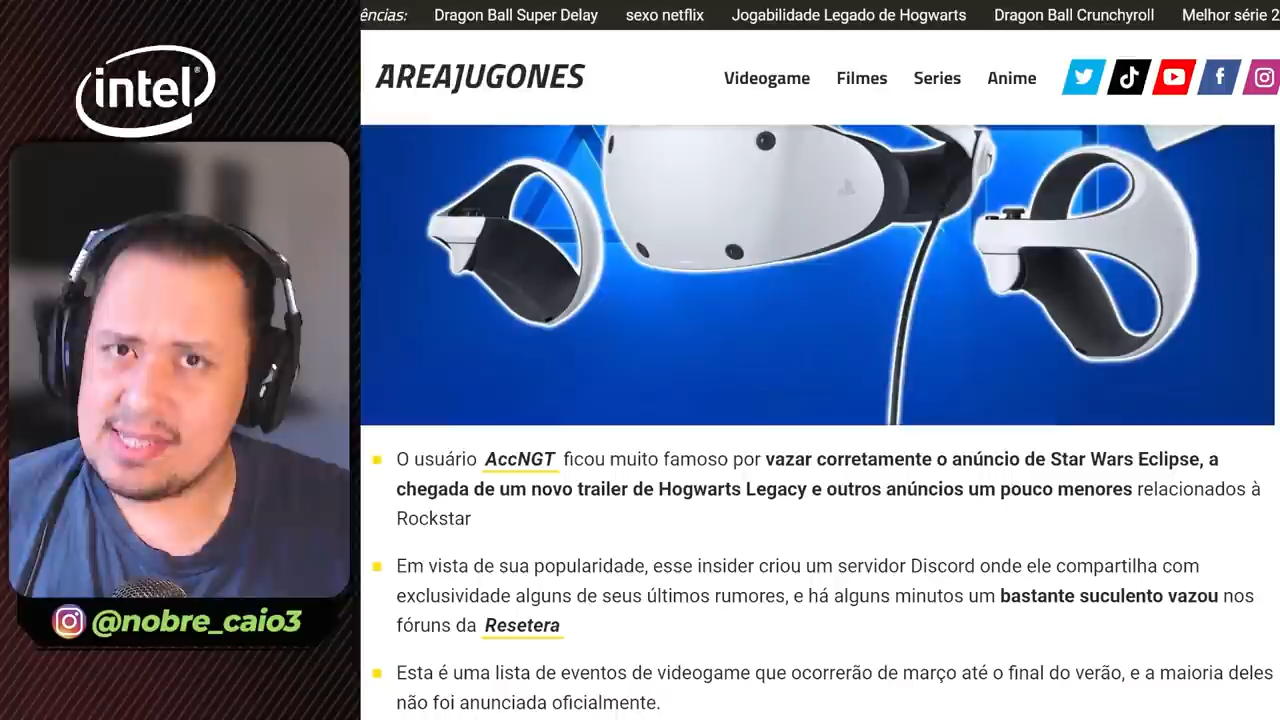 ências: Dragon Ball Super Delay sexo netflix Jogabilidade Legado de Hogwarts Dragon Ball Crunchyroll Melhor série 2
intel®
AREAJUGONES Videogame Filmes Series Anime
O usuário AccNGT ficou muito famoso por vazar corretamente o anúncio de Star Wars Eclipse, a
chegada de um novo trailer de Hogwarts Legacy e outros anúncios um pouco menores relacionados à
Rockstar
Em vista de sua popularidade, esse insider criou um servidor Discord onde ele compartilha com
exclusividade alguns de seus últimos rumores, e há alguns minutos um bastante suculento vazou nos
fóruns da Resetera
Esta é uma lista de eventos de videogame que ocorrerão de março até o final do verão, e a maioria deles
não foi anunciada oficialmente.
@nobre_caio3